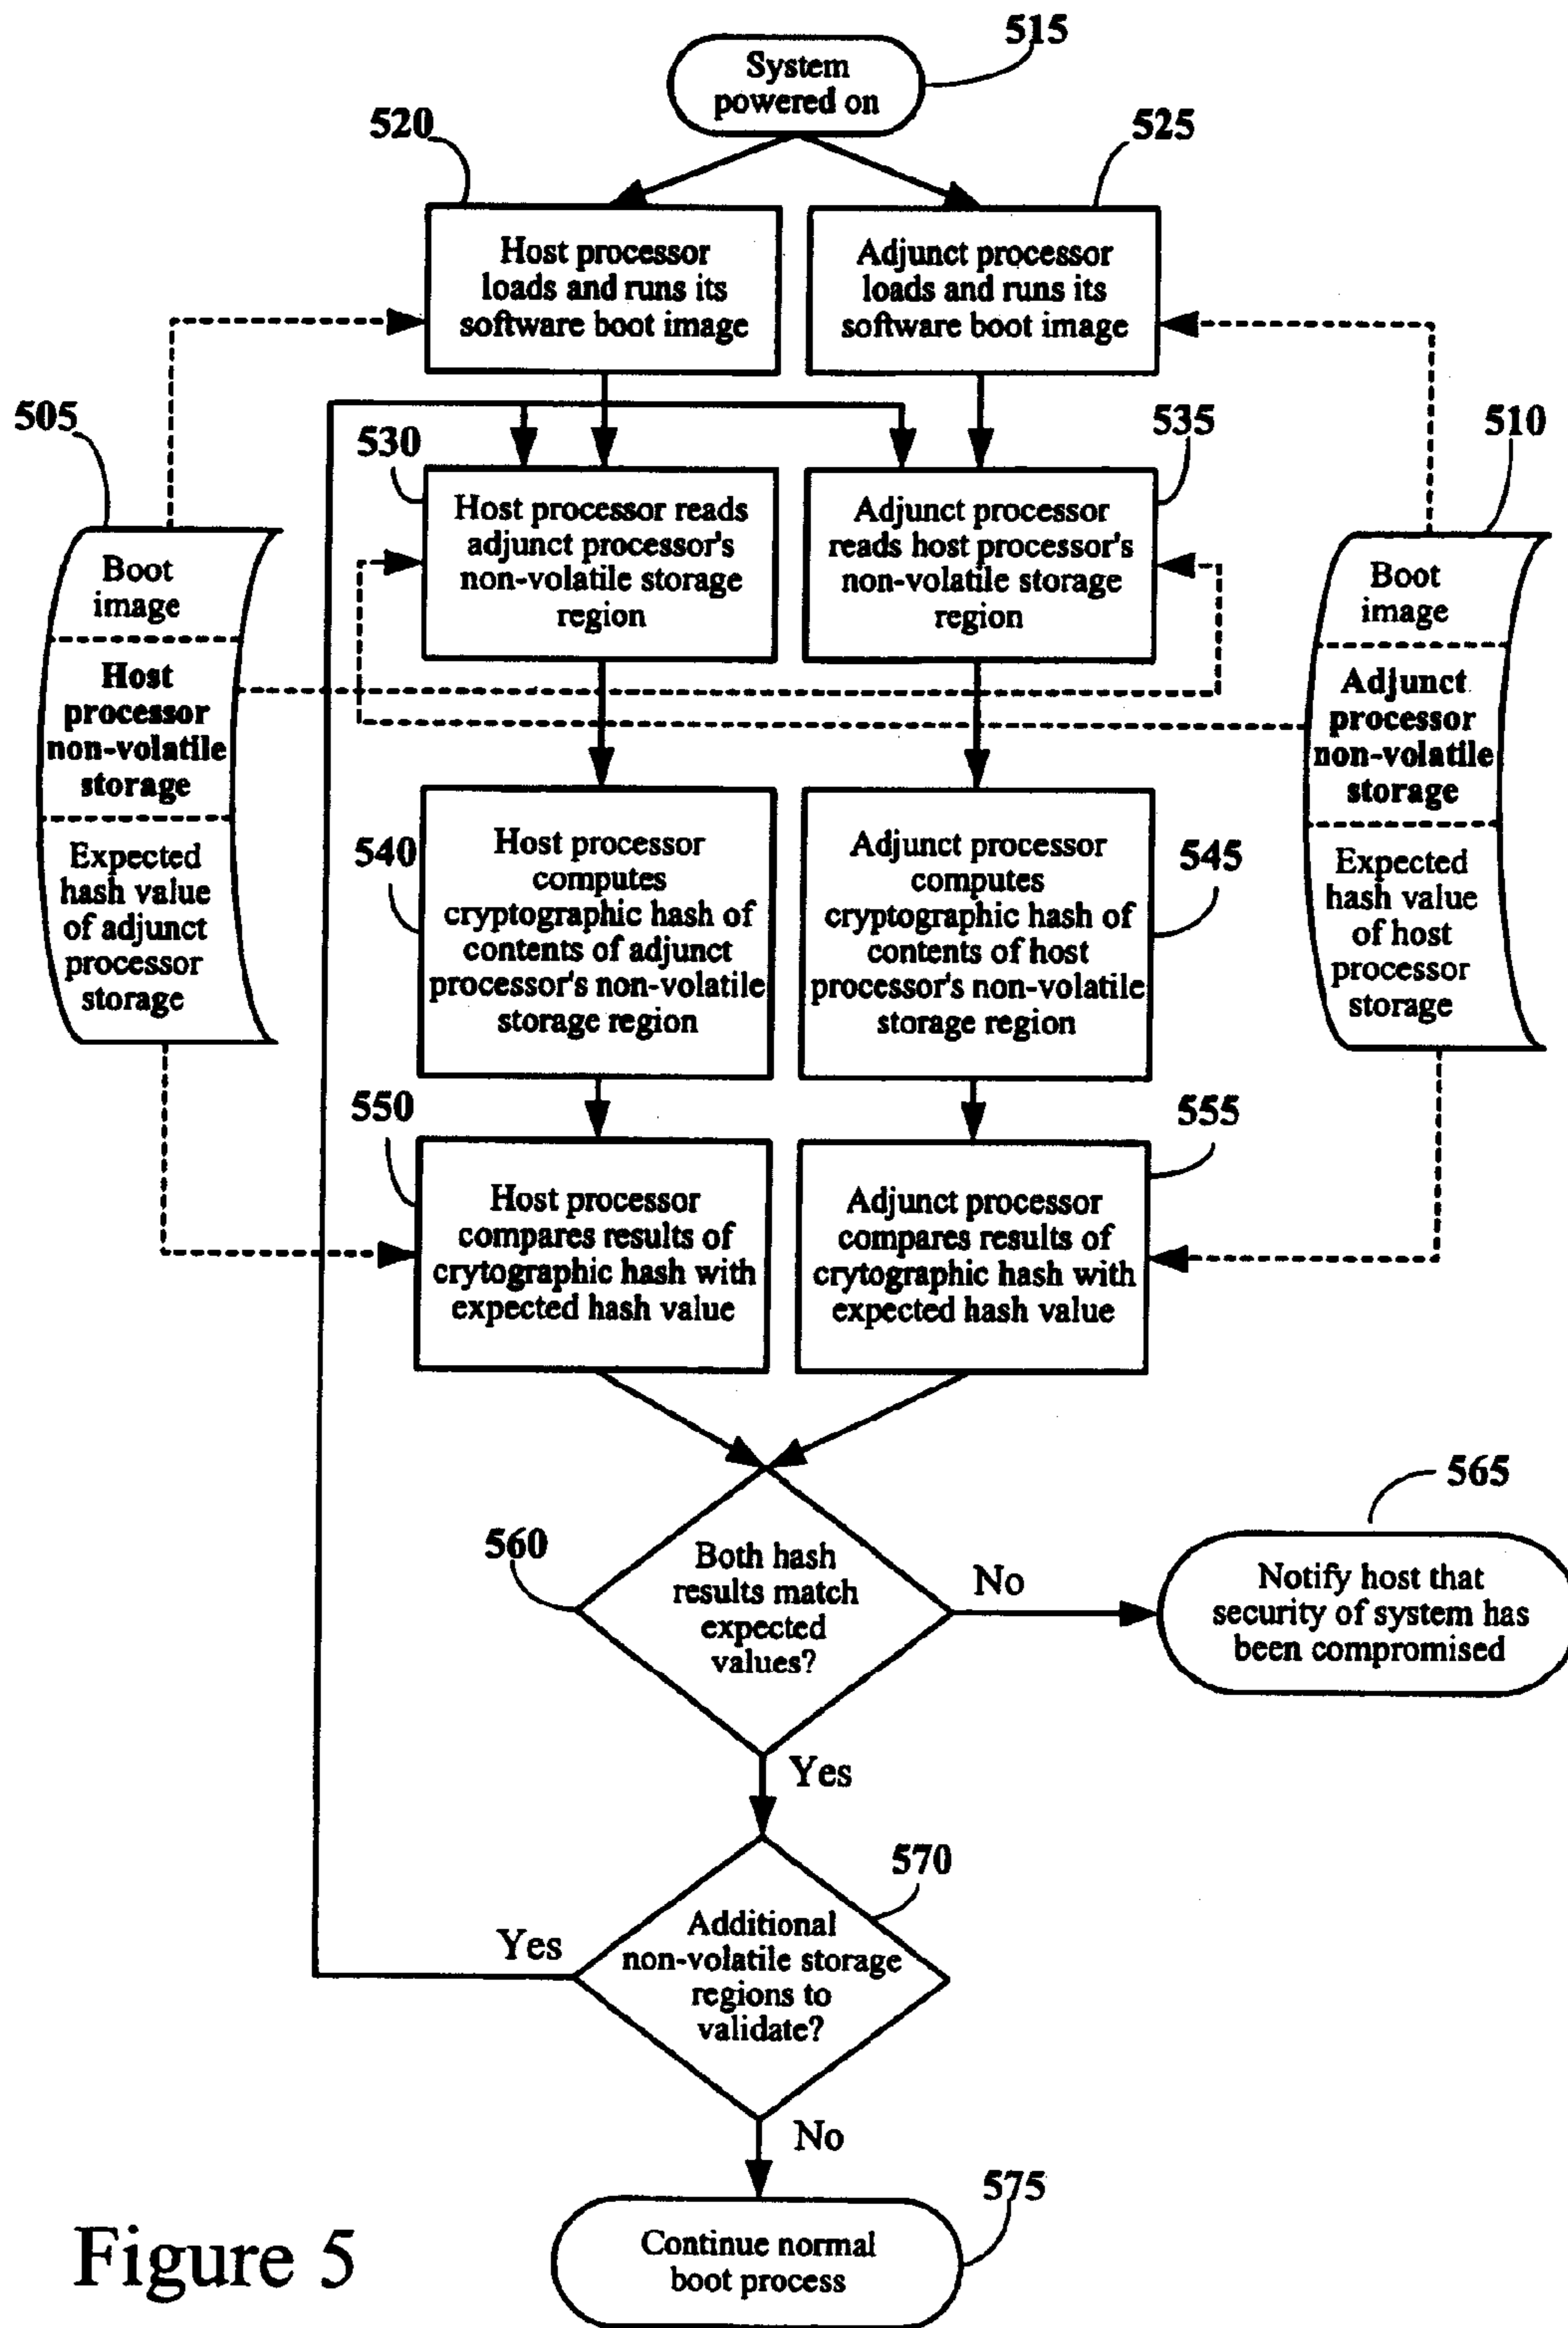 515
System
powered on
520
525
Host processor
loads and runs its
software boot image
Adjunct processor
loads and runs its
software boot image
505
530
535
510
Host processor reads
adjunct processor's
non-volatile storage
region
Adjunct processor
reads host processor's
non-volatile storage
region
Boot
image
Host
processor
non-volatile
storage
Expected
hash value
of adjunct
processor
storage
Boot
image
Adjunct
processor
non-volatile
storage
Expected
hash value
of host
processor
storage
540
Host processor
computes
cryptographic hash of
contents of adjunct
processor's non-volatile
storage region
Adjunct processor
computes
cryptographic hash of
contents of host
processor's non-volatile
storage region
545
550
555
Host processor
compares results of
crytographic hash with
expected hash value
Adjunct processor
compares results of
crytographic hash with
expected hash value
560
Both hash
results match
expected
values?
No
565
Notify host that
security of system has
been compromised
Yes
570
Additional
non-volatile storage
regions to
validate?
Yes
No
575
Continue normal
boot process
Figure 5